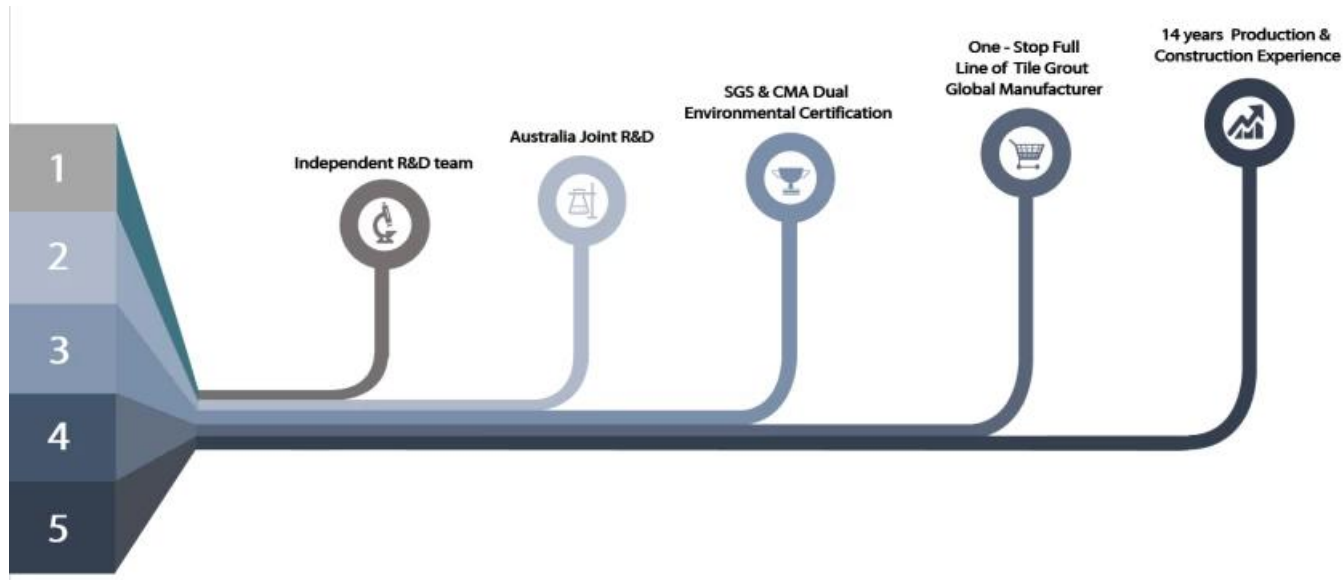 1
2
3
4
5
Independent R&D team
Australia Joint R&D
SGS & CMA Dual
Environmental Certification
One - Stop Full
Line of Tile Grout
Global Manufacturer
14 years Production &
Construction Experience